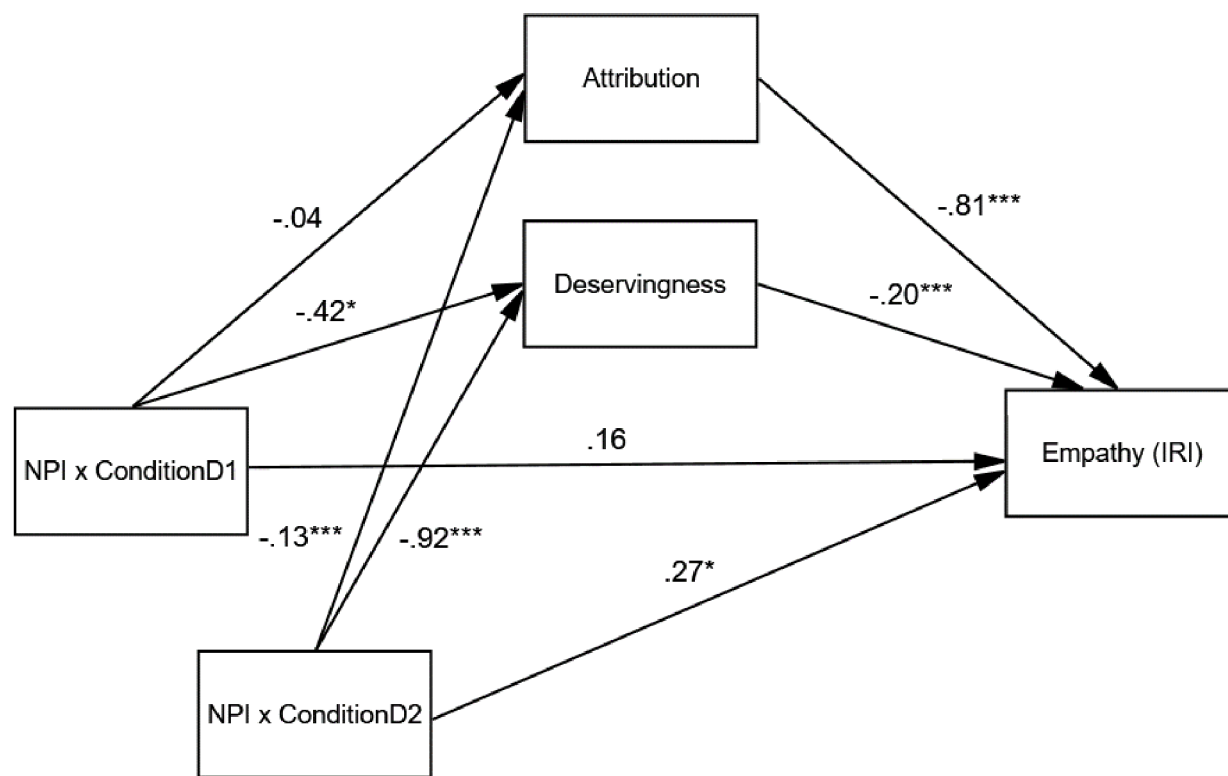 Attribution
-.04
-.81***
Deservingness
-.42*
-.20***
NPI x ConditionD1
.16
Empathy (IRI)
-.13***
-.92***
.27*
NPI x ConditionD2